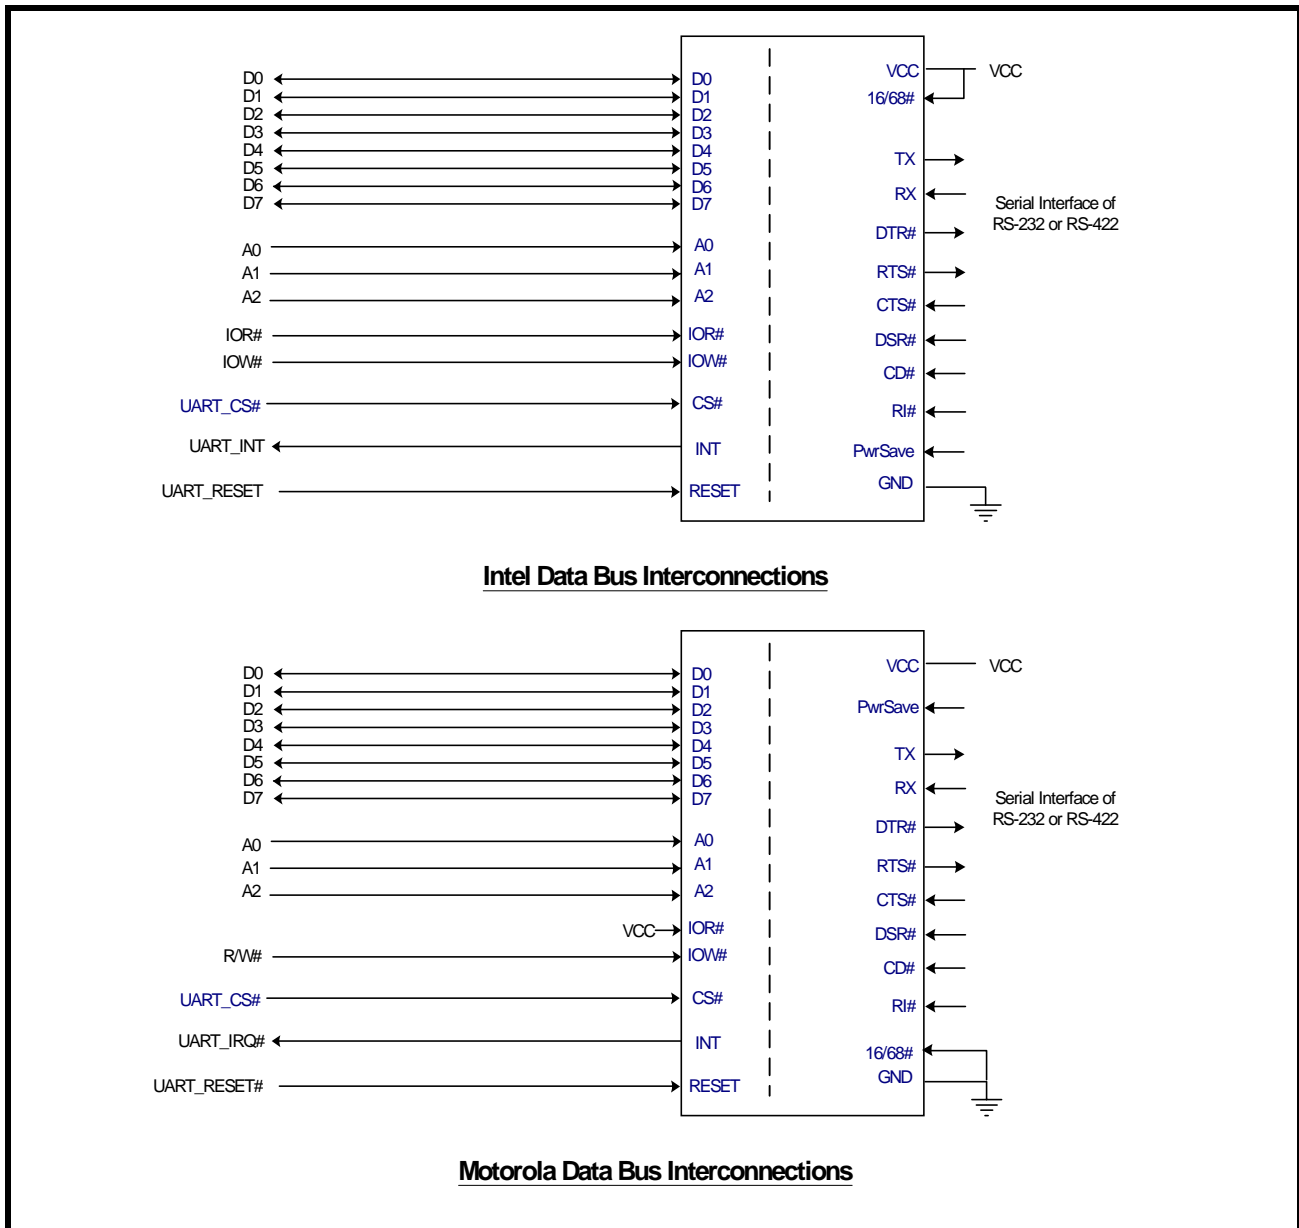 D0 D0 VCC VCC
D1 D1 16/68#
D2 D2
D3 D3
D4 D4 TX
D5 D5
D6 D6 RX
D7 D7 Serial Interface of
RS-232 or RS-422
DTR#
A0 A0
A1 A1 RTS#
A2 A2 CTS#
IOR# IOR# DSR#
IOW# IOW# CD#
UART_CS# CS# RI#
UART_INT INT PwrSave
UART_RESET RESET GND
Intel Data Bus Interconnections
D0 D0 VCC VCC
D1 D1
D2 D2 PwrSave
D3 D3
D4 D4 TX
D5 D5
D6 D6 RX
D7 D7 Serial Interface of
RS-232 or RS-422
DTR#
A0 A0
A1 A1 RTS#
A2 A2 CTS#
VCC IOR# DSR#
R/W# IOW# CD#
UART_CS# CS# RI#
UART_IRQ# INT 16/68#
UART_RESET# RESET GND
Motorola Data Bus Interconnections